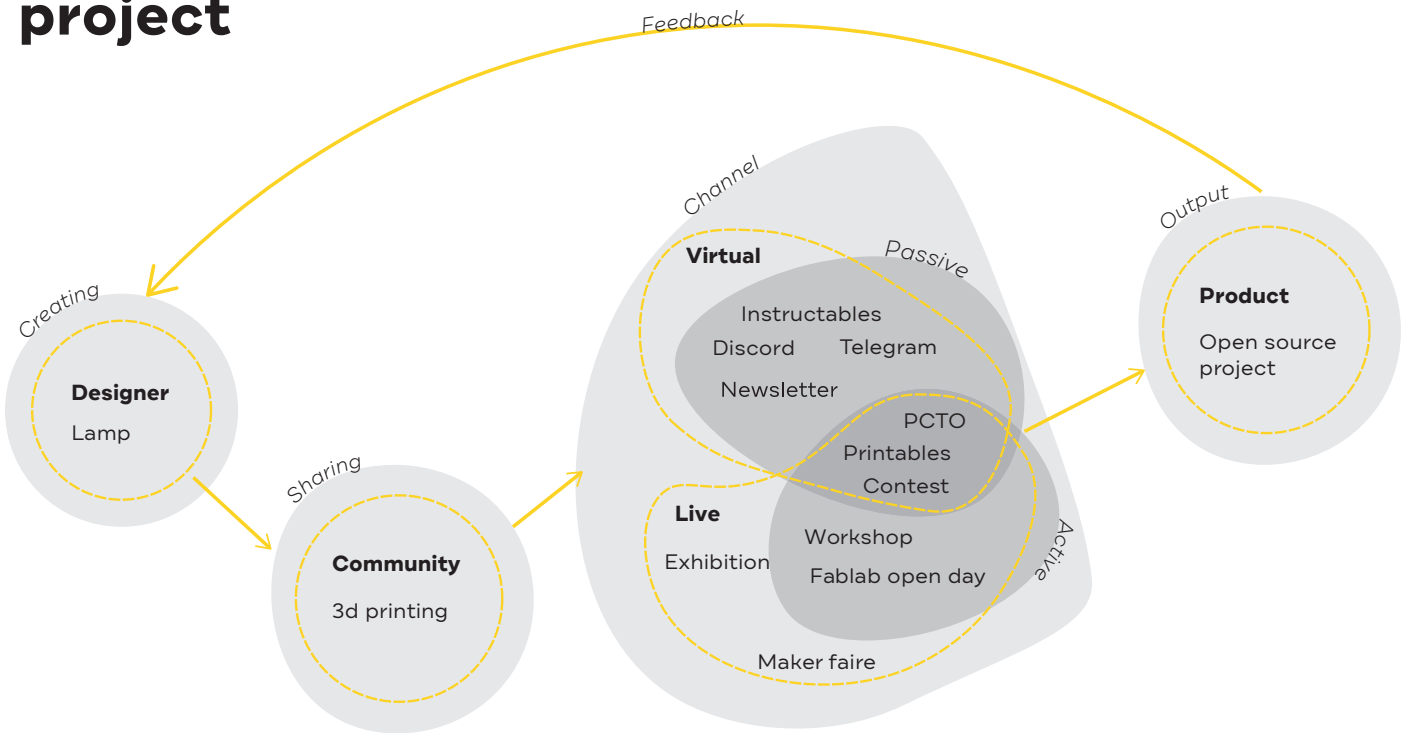 project
Feedback
Creating
Designer
Lamp
Sharing
Community
3d printing
Channel
Virtual
Passive
Instructables
Discord
Telegram
Newsletter
PCTO
Printables
Contest
Live
Exhibition
Workshop
Fablab open day
Active
Maker faire
Output
Product
Open source
project